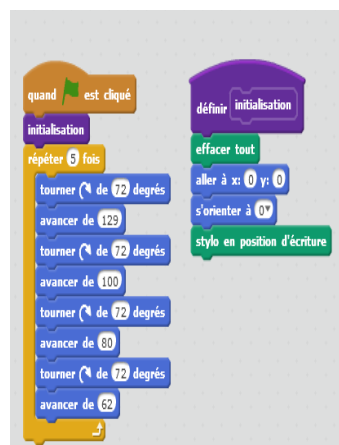 quand est cliqué
initialisation
répéter 5 fois
tourner de 72 degrés
avancer de 129
tourner de 72 degrés
avancer de 100
tourner de 72 degrés
avancer de 80
tourner de 72 degrés
avancer de 62
définir initialisation
effacer tout
aller à x: 0 y: 0
s'orienter à 0
stylo en position d'écriture